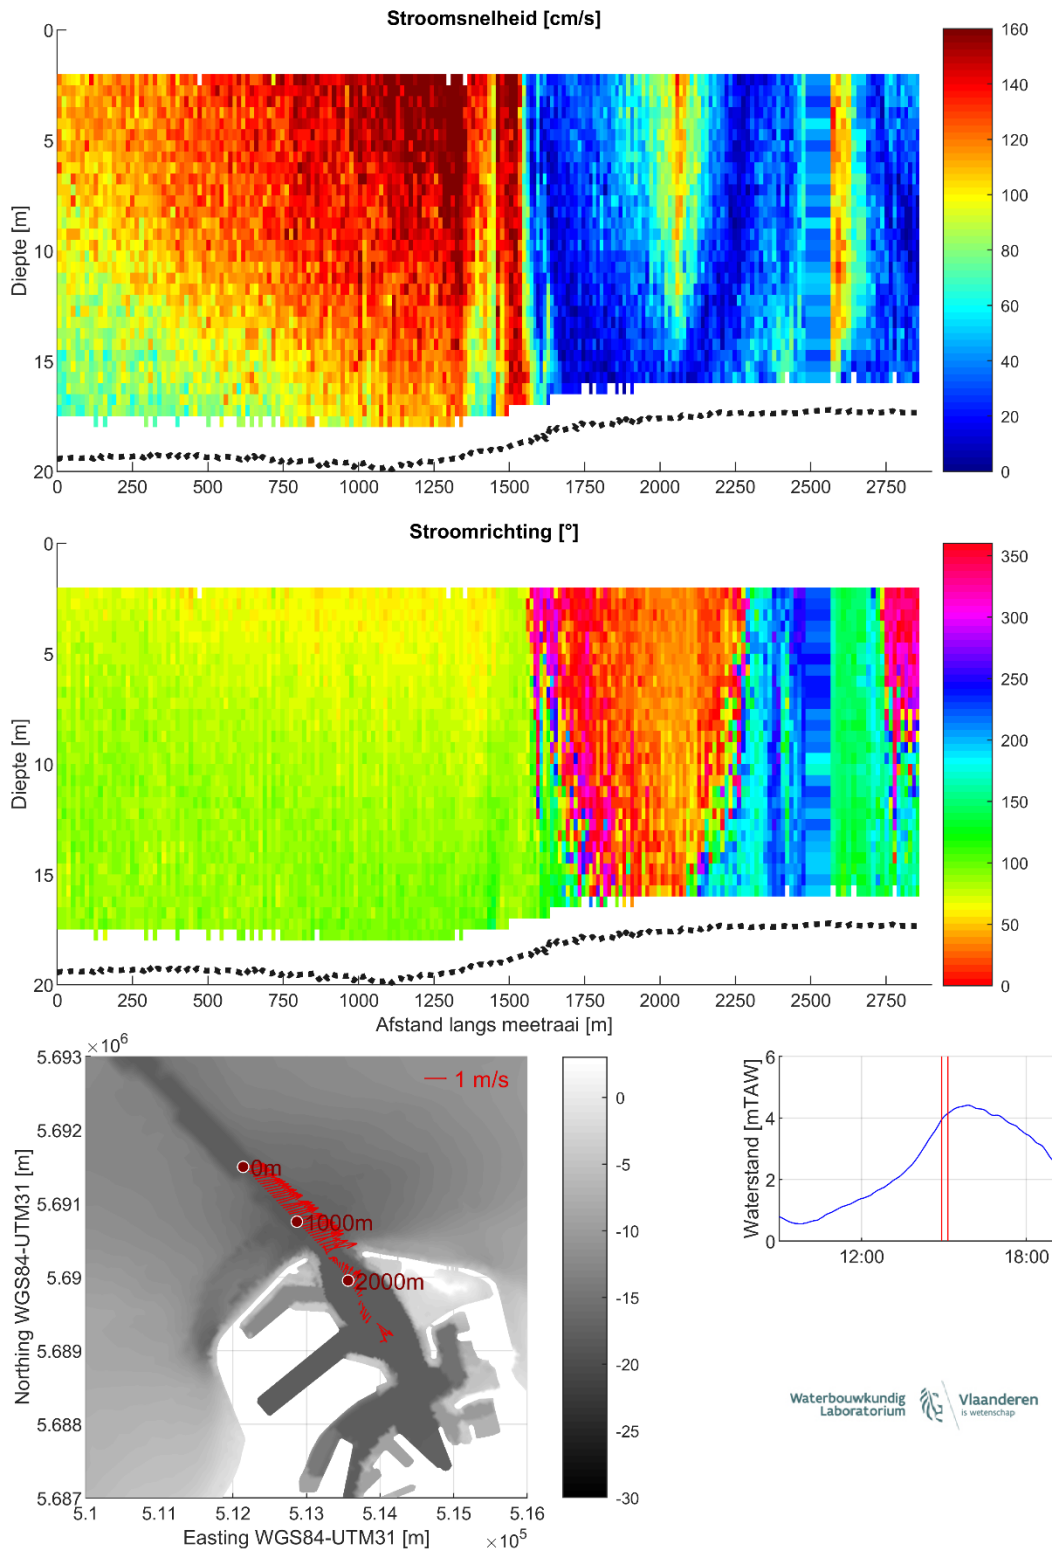 Stroomsnelheid [cm/s]
0
5
10
15
20
Diepte [m]
0 250 500 750 1000 1250 1500 1750 2000 2250 2500 2750
160
140
120
100
80
60
40
20
0
Stroomrichting [°]
0
5
10
15
20
Diepte [m]
0 250 500 750 1000 1250 1500 1750 2000 2250 2500 2750
Afstand langs meetraai [m]
350
300
250
200
150
100
50
0
×10⁶
5.693
5.692
5.691
5.69
5.689
5.688
5.687
Northing WGS84-UTM31 [m]
1 m/s
0m
1000m
2000m
5.1 5.11 5.12 5.13 5.14 5.15 5.16
Easting WGS84-UTM31 [m]
×10⁵
0
-5
-10
-15
-20
-25
-30
Waterstand [mTAW]
6
4
2
0
12:00 18:00
Waterbouwkundig
Laboratorium
Vlaanderen
is wetenschap